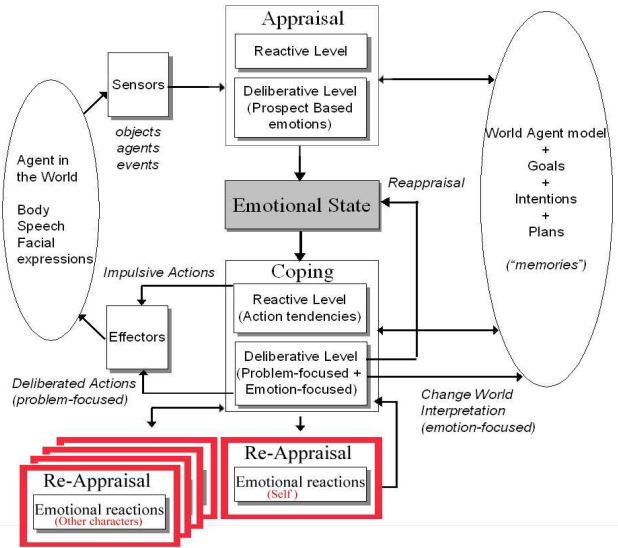 Appraisal
Reactive Level
Deliberative Level
(Prospect Based
emotions)
Sensors
objects
agents
events
Agent in
the World
Body
Speech
Facial
expressions
World Agent model
+
Goals
+
Intentions
+
Plans
("memories")
Reappraisal
Emotional State
Coping
Impulsive Actions
Reactive Level
(Action tendencies)
Effectors
Deliberative Level
(Problem-focused +
Emotion-focused)
Deliberated Actions
(problem-focused)
Change World
Interpretation
(emotion-focused)
Re-Appraisal
Emotional reactions
(Other characters)
Re-Appraisal
Emotional reactions
(Self )